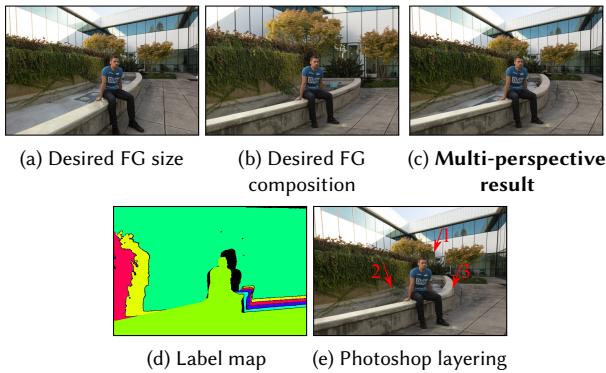 (a) Desired FG size
(b) Desired FG
composition
(c) Multi-perspective
result
1
2
3
(d) Label map
(e) Photoshop layering